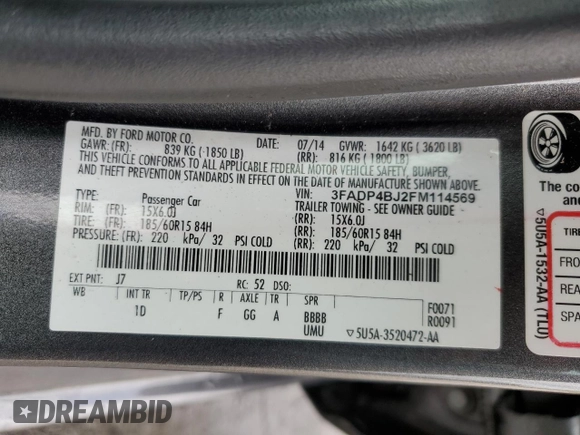 MFD. BY FORD MOTOR CO.
DATE: 07/14 GVWR: 1642 KG ( 3620 LB)
GAWR: (FR): 839 KG (-1850 LB) (RR): 816 KG ( 1800 LB)
THIS VEHICLE CONFORMS TO ALL APPLICABLE FEDERAL MOTOR VEHICLE SAFETY, BUMPER,
AND THEFT PREVENTION STANDARDS IN EFFECT ON THE DATE OF MANUFACTURE SHOWN ABOVE
VIN: 3FADP4BJ2FM114569
TYPE: Passenger Car TRAILER TOWING - SEE OWNER GUIDE --
RIM: (FR): 15X6.0J (RR): 15X6.0J
TIRE: (FR): 185/60R15 84H (RR): 185/60R15 84H
PRESSURE: (FR): 220 kPa/ 32 PSI COLD (RR): 220 kPa/ 32 PSI COLD
EXT PNT: J7 RC: 52 DSO:
WB INT TR TP/PS R AXLE TR SPR F0071
1D F GG A BBBB R0091
UMU ▽5U5A-3520472-AA
▽5U5A-1532-AA (TLU)
The co
and
TIRE
FRO
REA
SPA
DREAMBID
DREAMBID